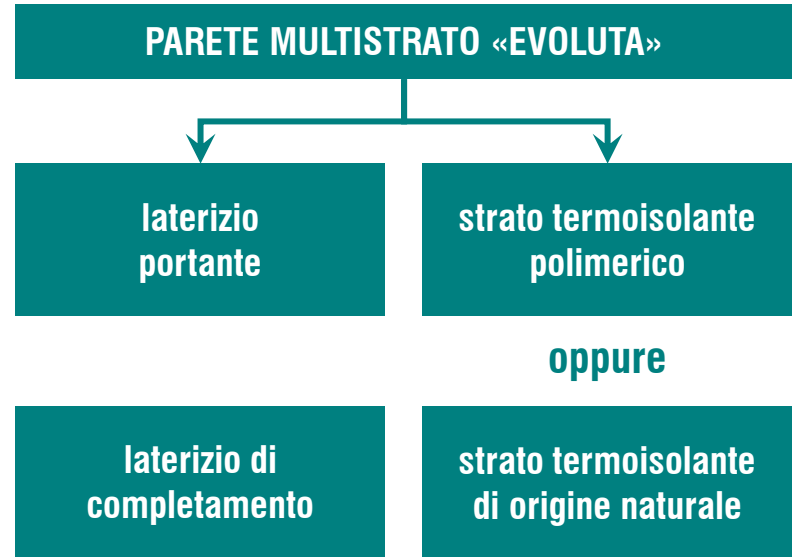 PARETE MULTISTRATO «EVOLUTA»
laterizio
portante
strato termoisolante
polimerico
oppure
laterizio di
completamento
strato termoisolante
di origine naturale